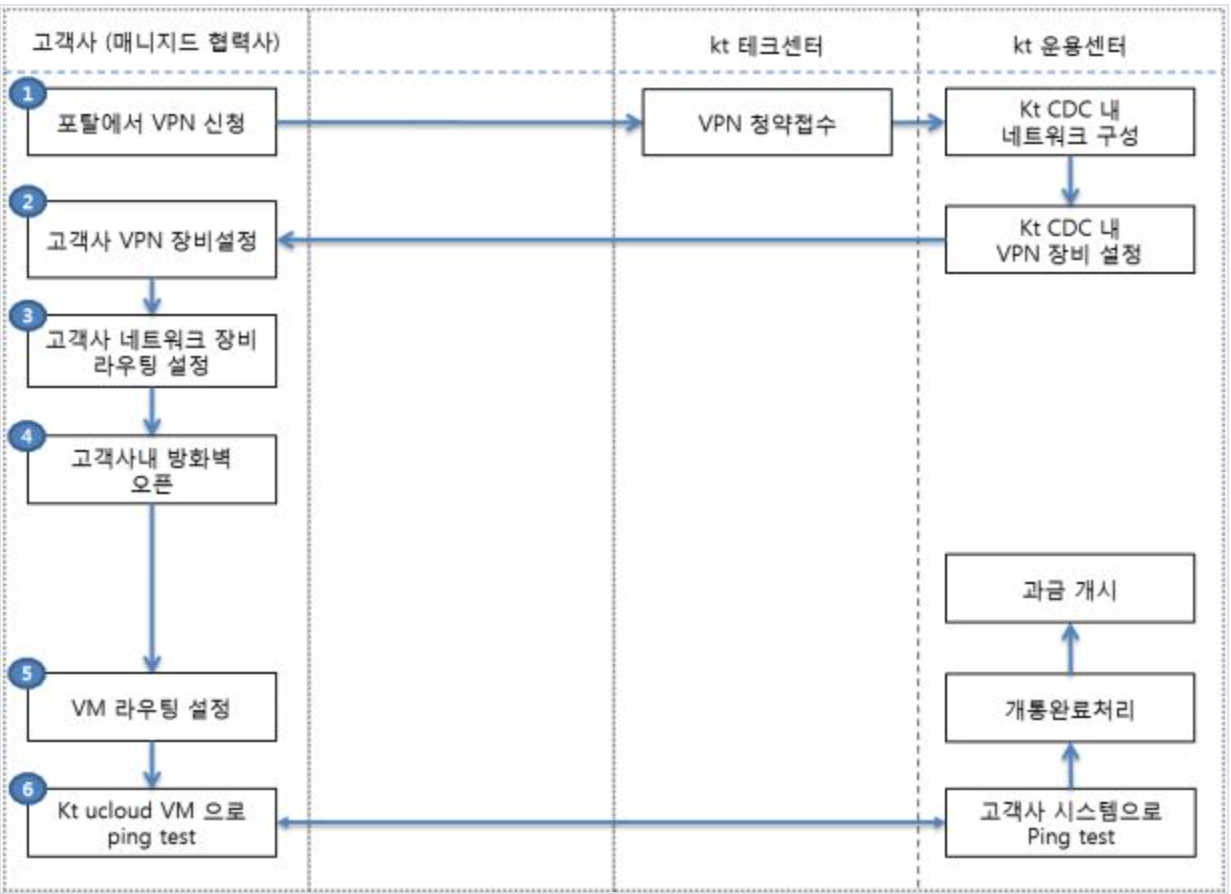 고객사 (매니지드 협력사)
kt 테크센터
kt 운용센터
1
포탈에서 VPN 신청
VPN 청약접수
Kt CDC 내
네트워크 구성
2
고객사 VPN 장비설정
Kt CDC 내
VPN 장비 설정
3
고객사 네트워크 장비
라우팅 설정
4
고객사내 방화벽
오픈
과금 개시
5
VM 라우팅 설정
개통완료처리
6
Kt ucloud VM 으로
ping test
고객사 시스템으로
Ping test